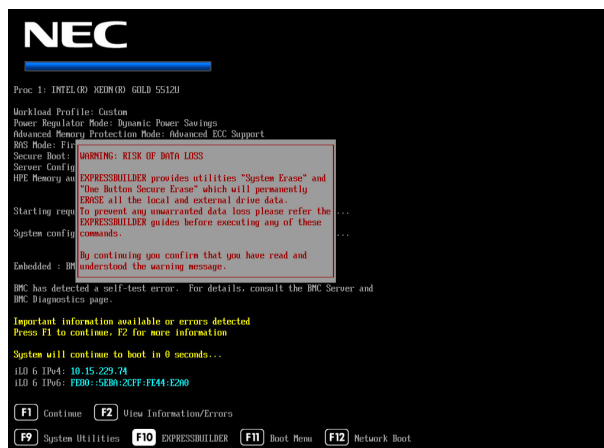 NEC
Proc 1: INTEL(R) XEON(R) GOLD 5512U
Workload Profile: Custom
Power Regulator Mode: Dynamic Power Savings
Advanced Memory Protection Mode: Advanced ECC Support
RAS Mode: Fir
Secure Boot:
Server Config
HPE Memory au
WARNING: RISK OF DATA LOSS
EXPRESSBUILDER provides utilities "System Erase" and
"One Button Secure Erase" which will permanently
ERASE all the local and external drive data.
To prevent any unwarranted data loss please refer the
EXPRESSBUILDER guides before executing any of these
commands.
By continuing you confirm that you have read and
understood the warning message.
Starting requ ...
System config ...
Embedded : BM
BMC has detected a self-test error. For details, consult the BMC Server and
BMC Diagnostics page.
Important information available or errors detected
Press F1 to continue, F2 for more information
System will continue to boot in 0 seconds...
iLO 6 IPv4: 10.15.229.74
iLO 6 IPv6: FE80::5EBA:2CFF:FE44:E2A0
F1 Continue F2 View Information/Errors
F9 System Utilities F10 EXPRESSBUILDER F11 Boot Menu F12 Network Boot